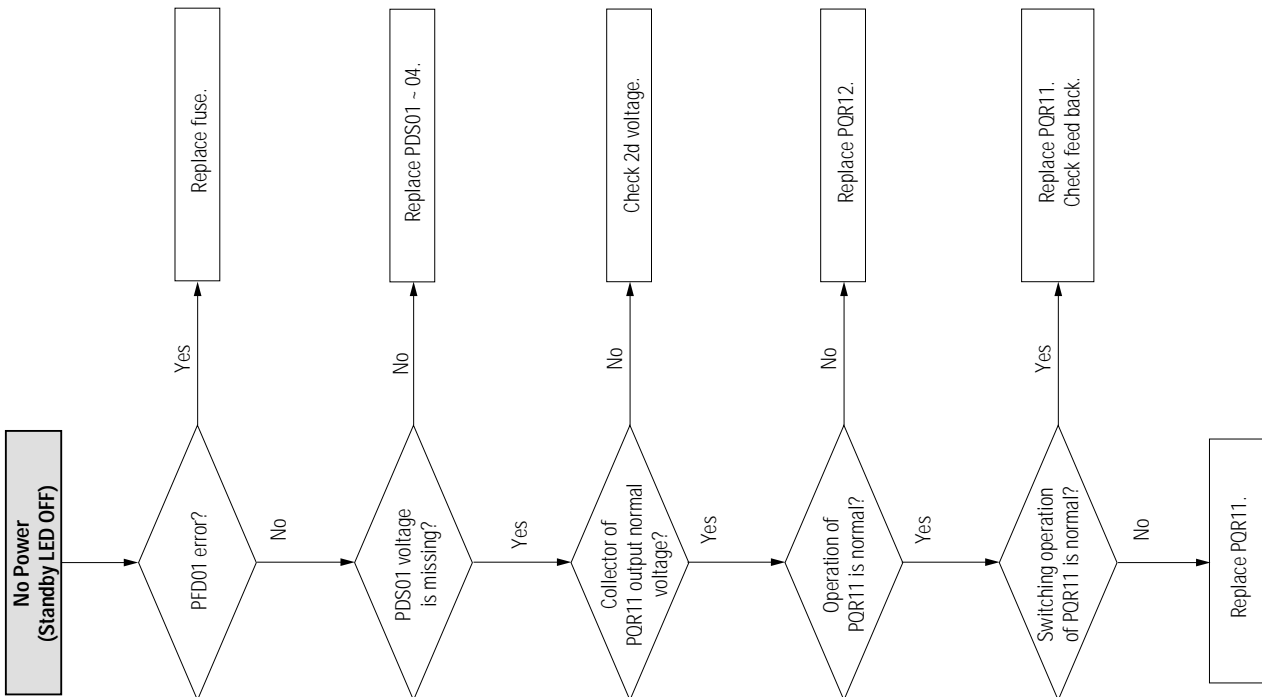 No Power
(Standby LED OFF)
PFD01 error?
Yes
Replace fuse.
No
PDS01 voltage
is missing?
No
Replace PDS01 ~ 04.
Yes
Collector of
PQR11 output normal
voltage?
No
Check 2d voltage.
Yes
Operation of
PQR11 is normal?
No
Replace PQR12.
Yes
Switching operation
of PQR11 is normal?
Yes
Replace PQR11.
Check feed back.
No
Replace PQR11.